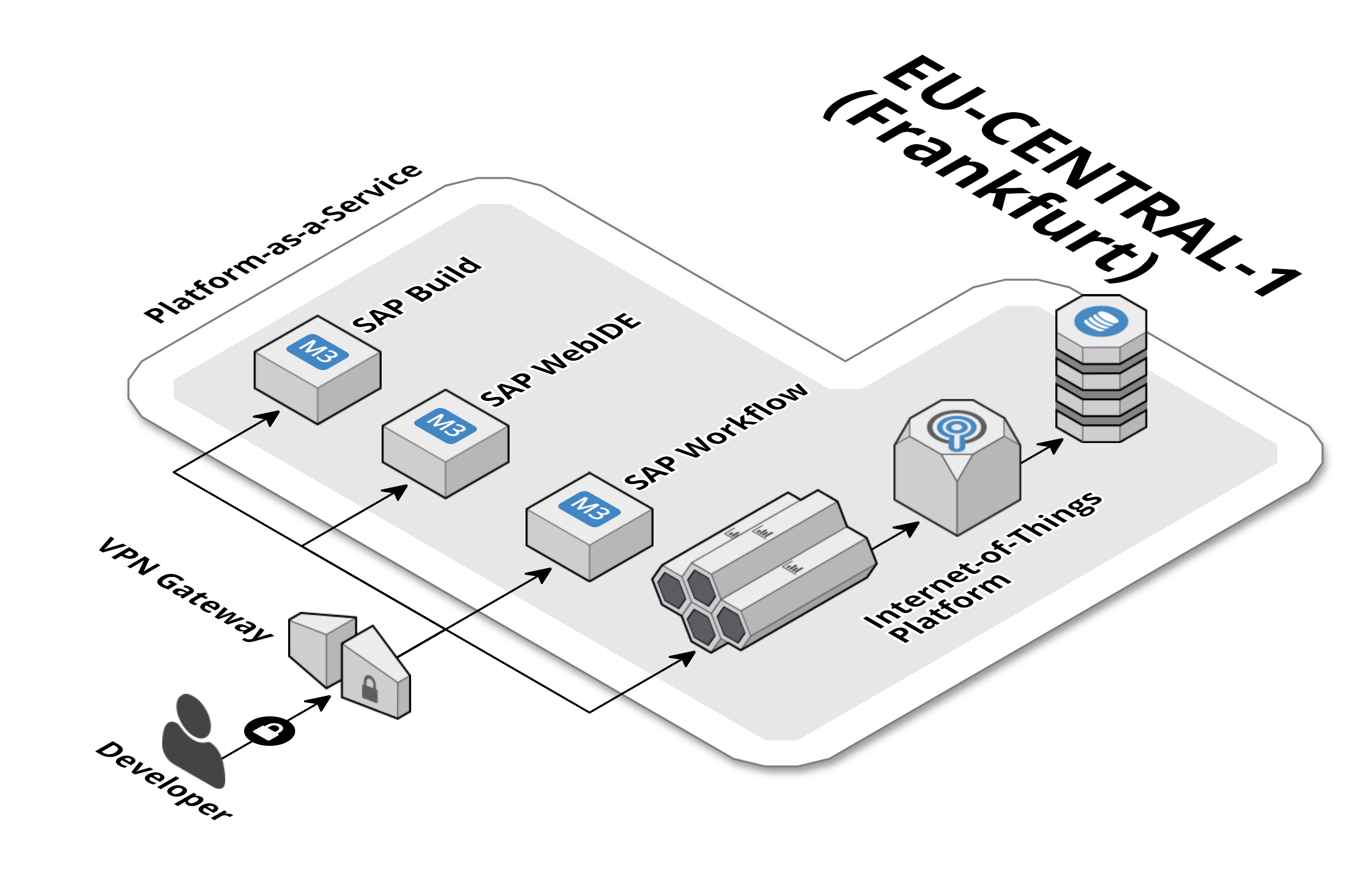 EU-CENTRAL-1
(Frankfurt)
Platform-as-a-Service
SAP Build
M3
SAP WebIDE
M3
SAP Workflow
M3
Internet-of-Things
Platform
VPN Gateway
Developer